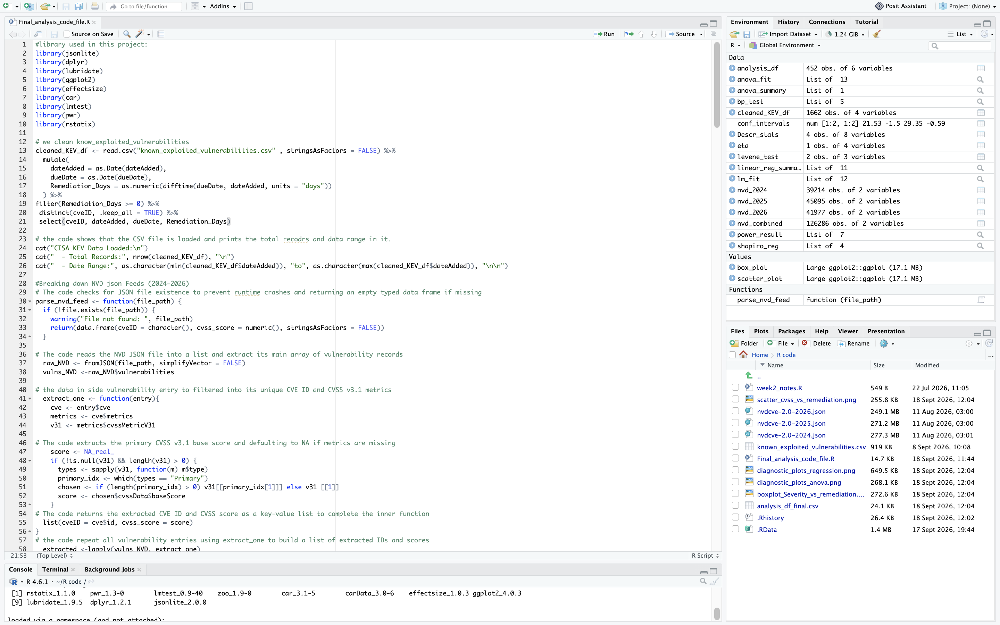 Go to file/function
Addins
Posit Assistant
Project: (None)
Final_analysis_code_file.R
Source on Save
Run
Source
1 #library used in this project:
2 library(jsonlite)
3 library(dplyr)
4 library(lubridate)
5 library(ggplot2)
6 library(effectsize)
7 library(car)
8 library(lmtest)
9 library(pwr)
10 library(rstatix)
11
12 # we clean know_exploited_vulnerabilities
13 cleaned_KEV_df <- read.csv("known_exploited_vulnerabilities.csv" , stringsAsFactors = FALSE) %>%
14   mutate(
15     dateAdded = as.Date(dateAdded),
16     dueDate = as.Date(dueDate),
17     Remediation_Days = as.numeric(difftime(dueDate, dateAdded, units = "days"))
18   ) %>%
19 filter(Remediation_Days >= 0) %>%
20  distinct(cveID, .keep_all = TRUE) %>%
21  select(cveID, dateAdded, dueDate, Remediation_Days)
22
23 # the code shows that the CSV file is loaded and prints the total recodrs and data range in it.
24 cat("CISA KEV Data Loaded:\n")
25 cat("  - Total Records:", nrow(cleaned_KEV_df), "\n")
26 cat("  - Date Range:", as.character(min(cleaned_KEV_df$dateAdded)), "to", as.character(max(cleaned_KEV_df$dateAdded)), "\n\n")
27
28 #Breaking down NVD json Feeds (2024-2026)
29 # The code checks for JSON file existence to prevent runtime crashes and returning an empty typed data frame if missing
30 parse_nvd_feed <- function(file_path) {
31   if (!file.exists(file_path)) {
32     warning("File not found: ", file_path)
33     return(data.frame(cveID = character(), cvss_score = numeric(), stringsAsFactors = FALSE))
34   }
35
36 # The code reads the NVD JSON file into a list and extract its main array of vulnerability records
37   raw_NVD <- fromJSON(file_path, simplifyVector = FALSE)
38   vulns_NVD <-raw_NVD$vulnerabilities
39
40 # the data in side vulnerability entry to filtered into its unique CVE ID and CVSS v3.1 metrics
41   extract_one <- function(entry){
42     cve <- entry$cve
43     metrics <- cve$metrics
44     v31 <- metrics$cvssMetricV31
45
46 # The code extracts the primary CVSS v3.1 base score and defaulting to NA if metrics are missing
47     score <- NA_real_
48     if (!is.null(v31) && length(v31) > 0) {
49       types <- sapply(v31, function(m) m$type)
50       primary_idx <- which(types == "Primary")
51       chosen <- if (length(primary_idx) > 0) v31[[primary_idx[1]]] else v31 [[1]]
52       score <- chosen$cvssData$baseScore
53     }
54 # The code returns the extracted CVE ID and CVSS score as a key-value list to complete the inner function
55   list(cveID = cve$id, cvss_score = score)
56 }
57 # the code repeat all vulnerability entries using extract_one to build a list of extracted IDs and scores
58   extracted <-lapply(vulns_NVD, extract_one)
21:53 (Top Level) R Script
Console Terminal Background Jobs
R 4.6.1 · ~/R code /
[1] rstatix_1.1.0 pwr_1.3-0 lmtest_0.9-40 zoo_1.9-0 car_3.1-5 carData_3.0-6 effectsize_1.0.3 ggplot2_4.0.3
[9] lubridate_1.9.5 dplyr_1.2.1 jsonlite_2.0.0
loaded via a namespace (and not attached):
Environment History Connections Tutorial
Import Dataset 1.24 GiB List
R Global Environment
Data
analysis_df 452 obs. of 6 variables
anova_fit List of 13
anova_summary List of 1
bp_test List of 5
cleaned_KEV_df 1662 obs. of 4 variables
conf_intervals num [1:2, 1:2] 21.53 -1.5 29.35 -0.59
Descr_stats 4 obs. of 8 variables
eta 1 obs. of 4 variables
levene_test 2 obs. of 3 variables
linear_reg_summa… List of 11
lm_fit List of 12
nvd_2024 39214 obs. of 2 variables
nvd_2025 45095 obs. of 2 variables
nvd_2026 41977 obs. of 2 variables
nvd_combined 126286 obs. of 2 variables
power_result List of 7
shapiro_reg List of 4
Values
box_plot Large ggplot2::ggplot (17.1 MB)
scatter_plot Large ggplot2::ggplot (17.1 MB)
Functions
parse_nvd_feed function (file_path)
Files Plots Packages Help Viewer Presentation
Folder File Delete Rename
Home R code ...
Name Size Modified
..
week2_notes.R 549 B 22 Jul 2026, 11:05
scatter_cvss_vs_remediation.png 255.8 KB 18 Sept 2026, 12:04
nvdcve-2.0-2026.json 249.1 MB 11 Aug 2026, 03:00
nvdcve-2.0-2025.json 271.2 MB 11 Aug 2026, 03:00
nvdcve-2.0-2024.json 277.3 MB 11 Aug 2026, 03:01
known_exploited_vulnerabilities.csv 919 KB 8 Sept 2026, 10:08
Final_analysis_code_file.R 14.7 KB 18 Sept 2026, 11:44
diagnostic_plots_regression.png 649.5 KB 18 Sept 2026, 12:04
diagnostic_plots_anova.png 268.1 KB 18 Sept 2026, 12:04
boxplot_Severity_vs_remediation.... 272.6 KB 18 Sept 2026, 12:04
analysis_df_final.csv 24.1 KB 18 Sept 2026, 12:04
.Rhistory 26.4 KB 18 Sept 2026, 12:02
.RData 1.4 MB 17 Sept 2026, 19:44